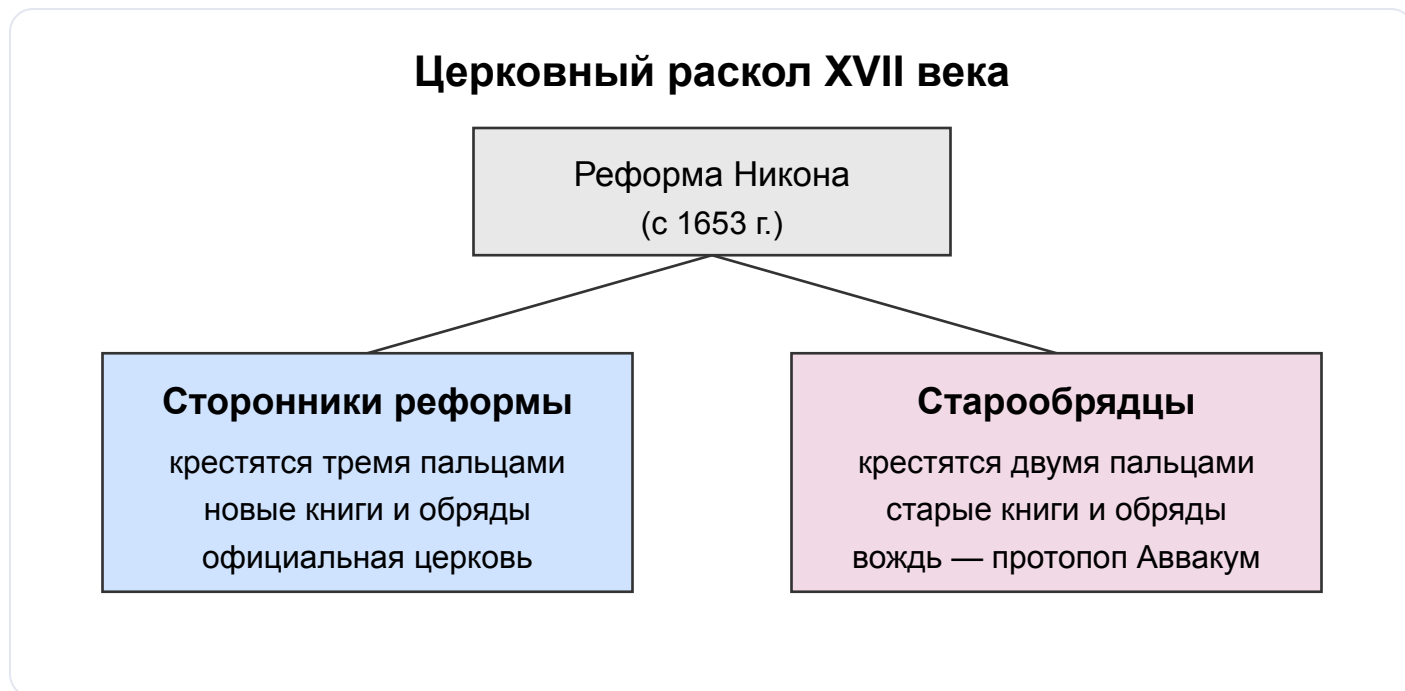 Церковный раскол XVII века
Реформа Никона
(с 1653 г.)
Сторонники реформы
крестятся тремя пальцами
новые книги и обряды
официальная церковь
Старообрядцы
крестятся двумя пальцами
старые книги и обряды
вождь — протопоп Аввакум